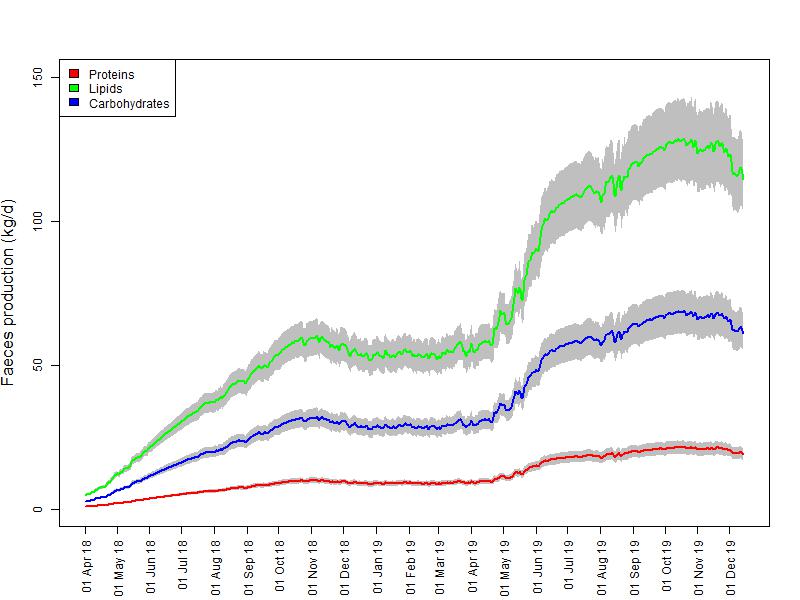 Proteins
Lipids
Carbohydrates
Faeces production (kg/d)
150
100
50
0
01 Apr 18
01 May 18
01 Jun 18
01 Jul 18
01 Aug 18
01 Sep 18
01 Oct 18
01 Nov 18
01 Dec 18
01 Jan 19
01 Feb 19
01 Mar 19
01 Apr 19
01 May 19
01 Jun 19
01 Jul 19
01 Aug 19
01 Sep 19
01 Oct 19
01 Nov 19
01 Dec 19